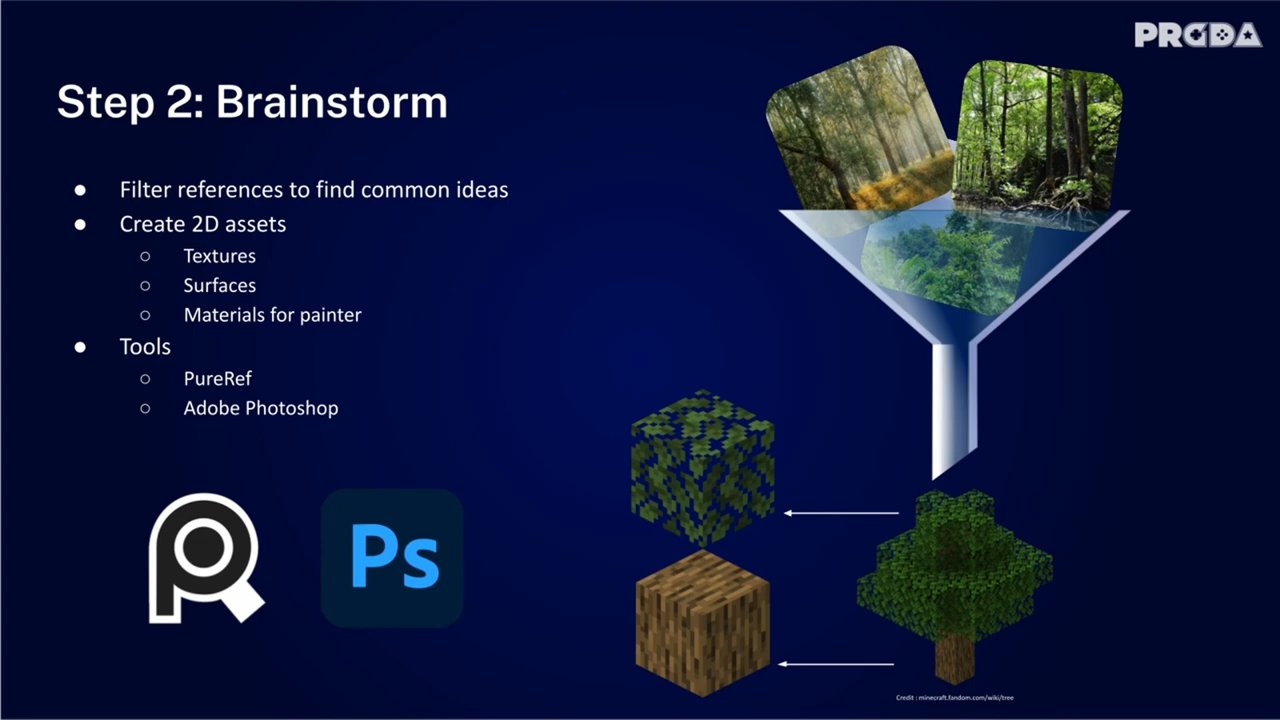 PRGDA
Step 2: Brainstorm
● Filter references to find common ideas
● Create 2D assets
○ Textures
○ Surfaces
○ Materials for painter
● Tools
○ PureRef
○ Adobe Photoshop
Ps
Credit : minecraft.fandom.com/wiki/tree